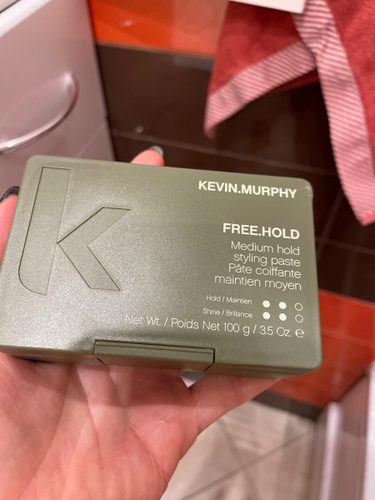 KEVIN.MURPHY
FREE.HOLD
Medium hold
styling paste
Pâte coiffante
maintien moyen
Hold / Maintien
Shine / Brillance
Net Wt. / Poids Net 100 g / 3.5 Oz. ℮
K